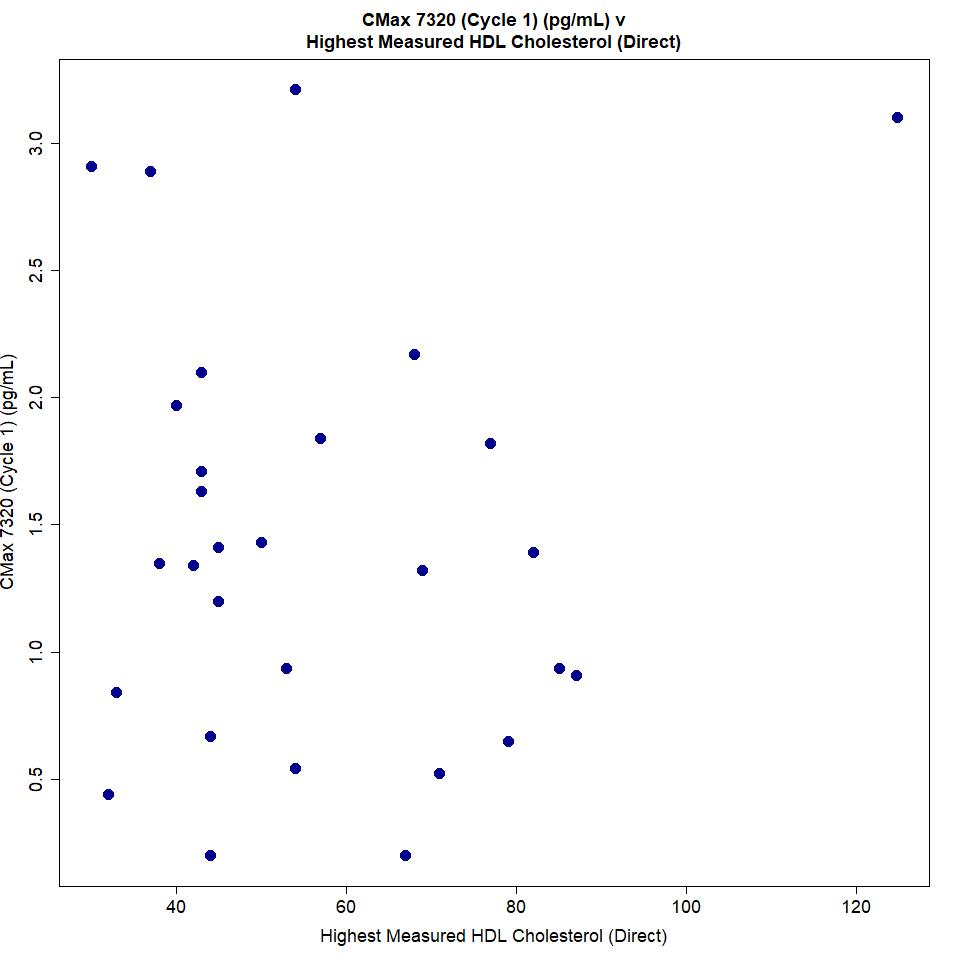 CMax 7320 (Cycle 1) (pg/mL) v
Highest Measured HDL Cholesterol (Direct)
CMax 7320 (Cycle 1) (pg/mL)
3.0
2.5
2.0
1.5
1.0
0.5
40 60 80 100 120
Highest Measured HDL Cholesterol (Direct)